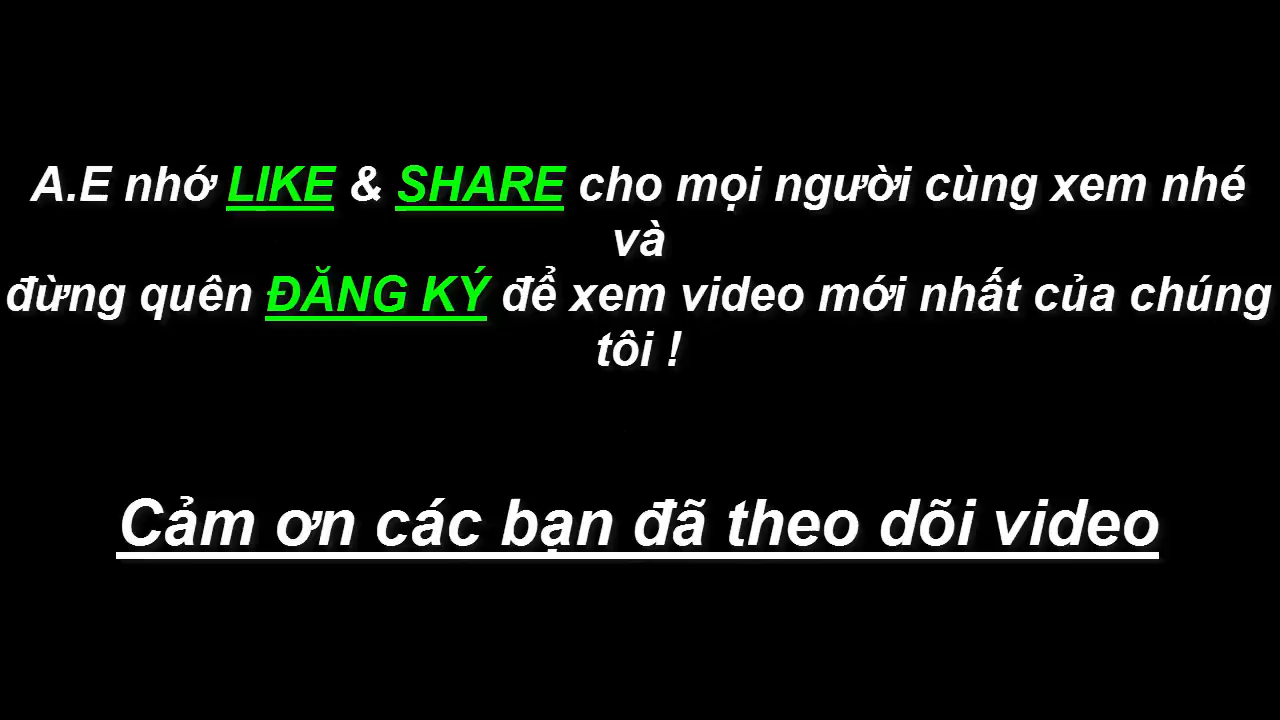 A.E nhớ LIKE & SHARE cho mọi người cùng xem nhé
và
đừng quên ĐĂNG KÝ để xem video mới nhất của chúng
tôi !
Cảm ơn các bạn đã theo dõi video